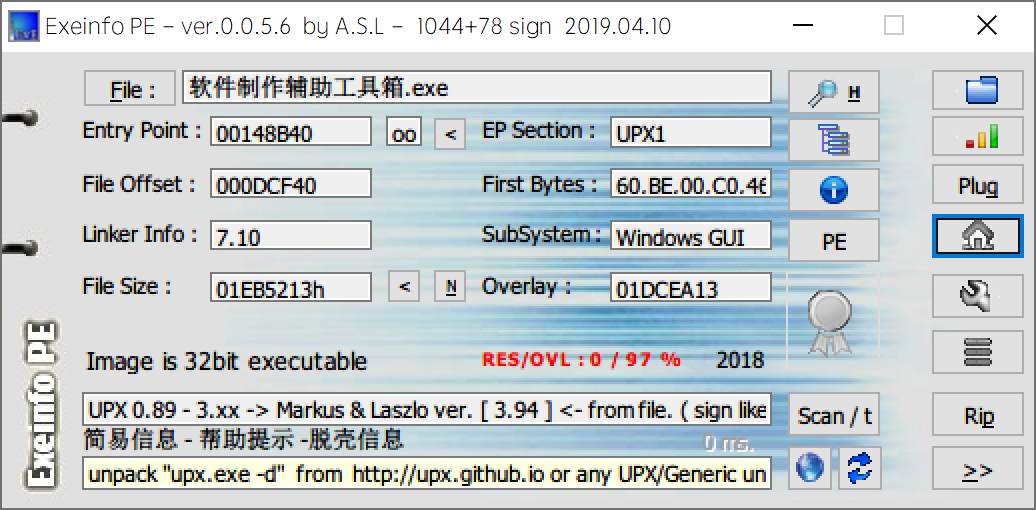 Exeinfo PE - ver.0.0.5.6 by A.S.L - 1044+78 sign 2019.04.10
File : 软件制作辅助工具箱.exe H
Entry Point : 00148B40 oo < EP Section : UPX1
File Offset : 000DCF40 First Bytes : 60.BE.00.C0.46 Plug
Linker Info : 7.10 SubSystem : Windows GUI PE
File Size : 01EB5213h < N Overlay : 01DCEA13
Image is 32bit executable RES/OVL : 0 / 97 % 2018
UPX 0.89 - 3.xx -> Markus & Laszlo ver. [ 3.94 ] <- from file. ( sign like Scan / t Rip
简易信息 - 帮助提示 -脱壳信息 0 ms.
unpack "upx.exe -d" from http://upx.github.io or any UPX/Generic un >>
Exeinfo PE